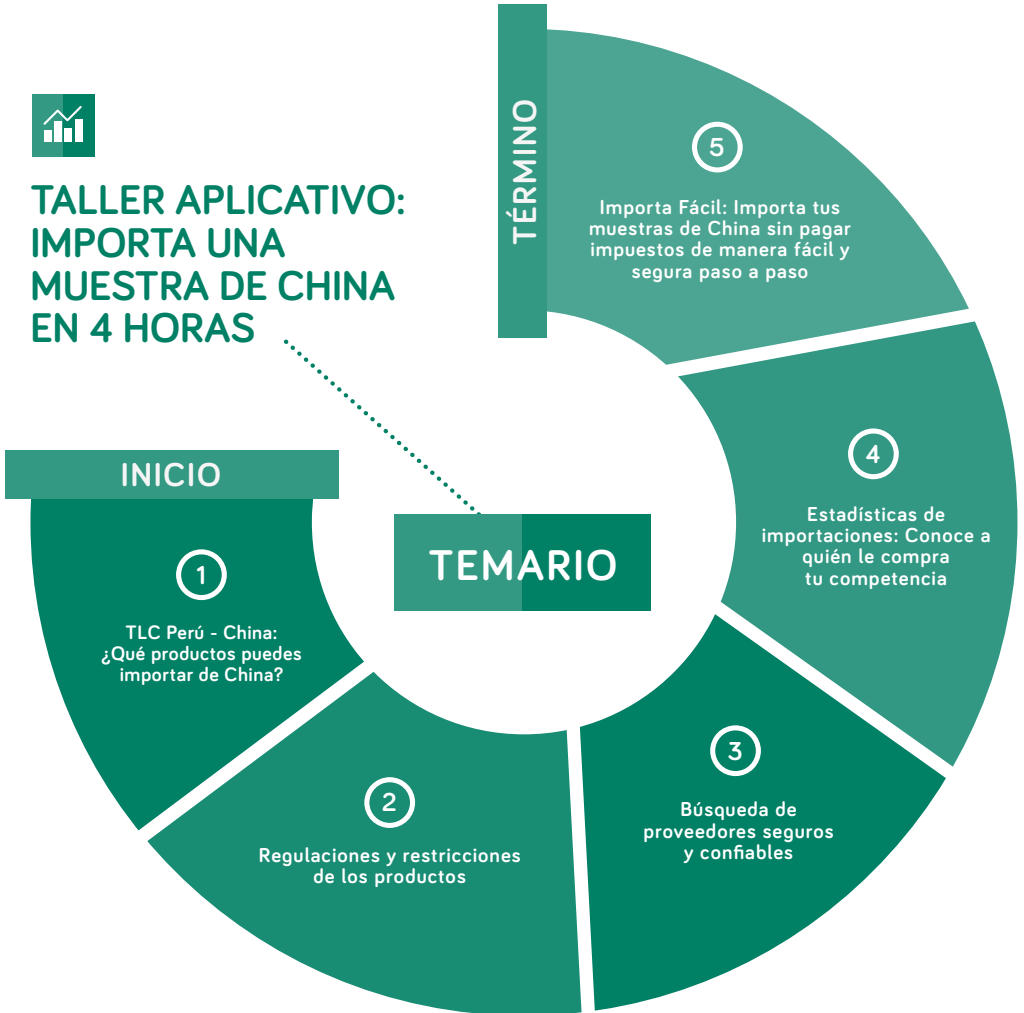 TALLER APLICATIVO:
IMPORTA UNA
MUESTRA DE CHINA
EN 4 HORAS
TEMARIO
INICIO
1
TLC Perú - China:
¿Qué productos puedes
importar de China?
2
Regulaciones y restricciones
de los productos
3
Búsqueda de
proveedores seguros
y confiables
4
Estadísticas de
importaciones: Conoce a
quién le compra
tu competencia
5
Importa Fácil: Importa tus
muestras de China sin pagar
impuestos de manera fácil y
segura paso a paso
TÉRMINO